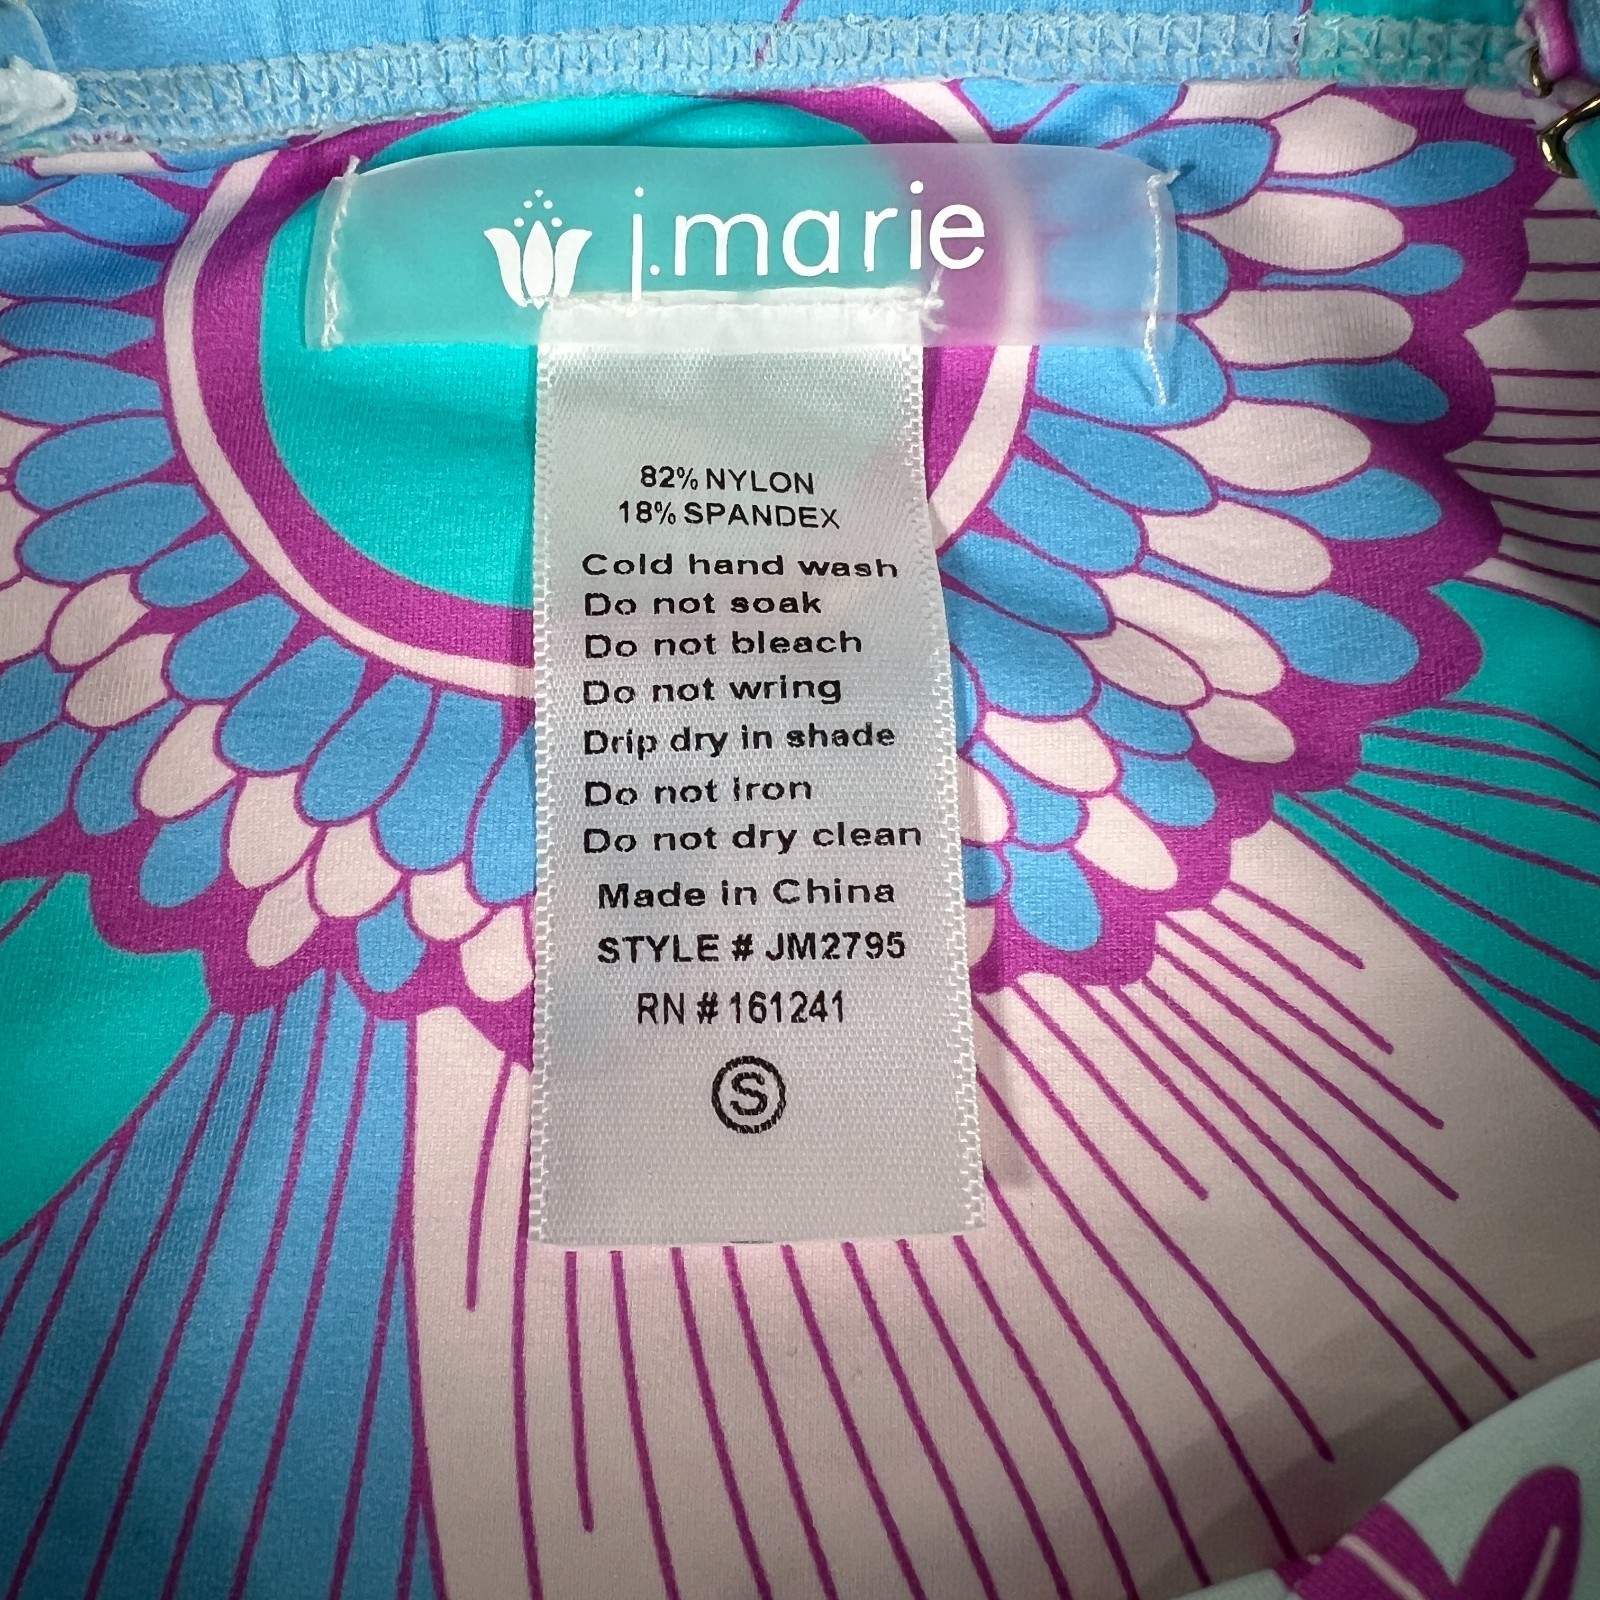 j.marie
82% NYLON
18% SPANDEX
Cold hand wash
Do not soak
Do not bleach
Do not wring
Drip dry in shade
Do not iron
Do not dry clean
Made in China
STYLE # JM2795
RN # 161241
S